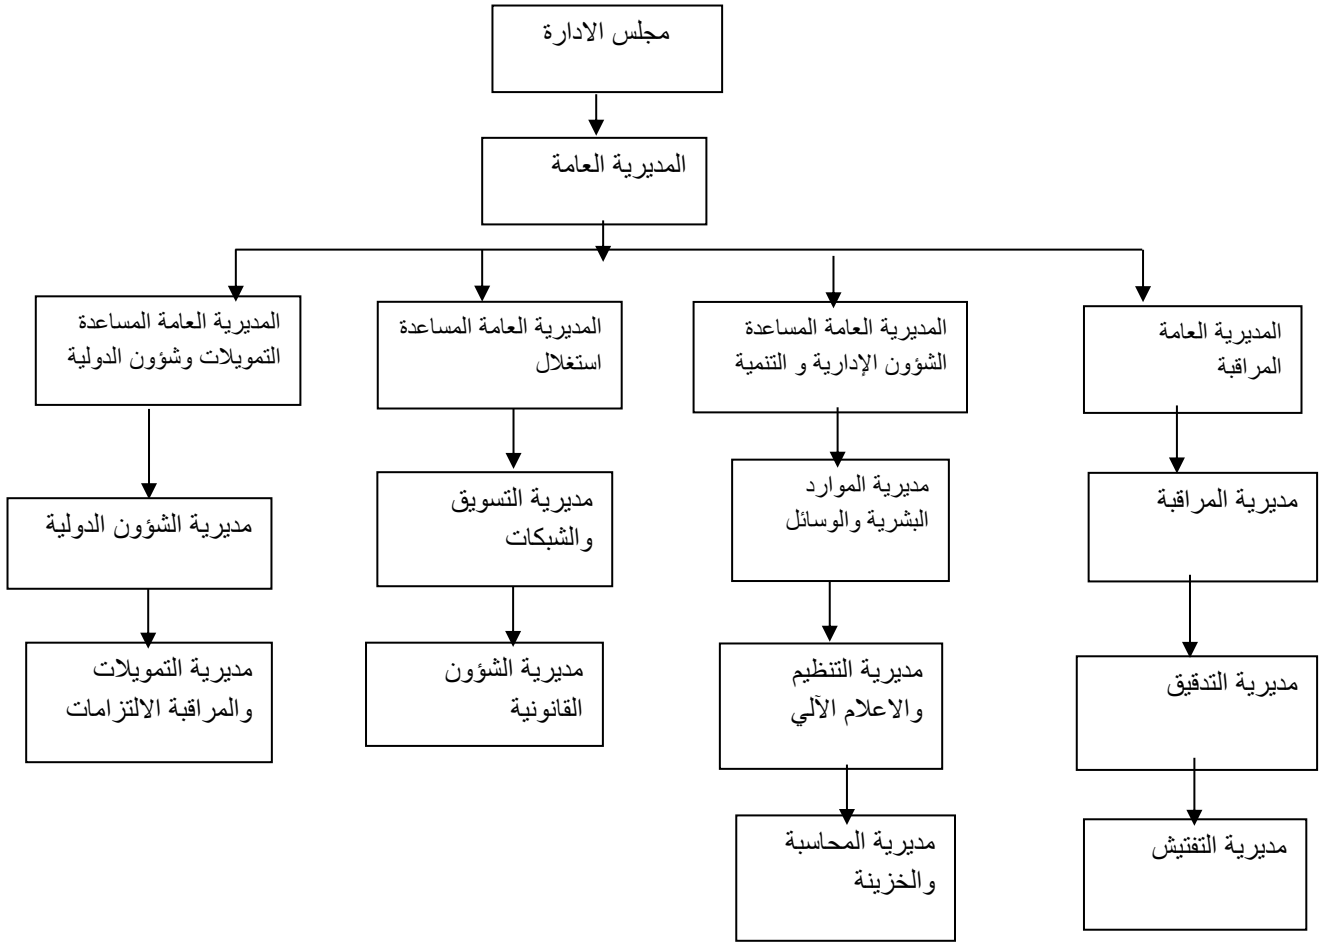 مجلس الادارة
المديرية العامة
المديرية العامة
المراقبة
المديرية العامة المساعدة
الشؤون الإدارية و التنمية
المديرية العامة المساعدة
استغلال
المديرية العامة المساعدة
التمويلات وشؤون الدولية
مديرية المراقبة
مديرية الموارد
البشرية والوسائل
مديرية التسويق
والشبكات
مديرية الشؤون الدولية
مديرية التدقيق
مديرية التنظيم
والاعلام الآلي
مديرية الشؤون
القانونية
مديرية التمويلات
والمراقبة الالتزامات
مديرية التفتيش
مديرية المحاسبة
والخزينة